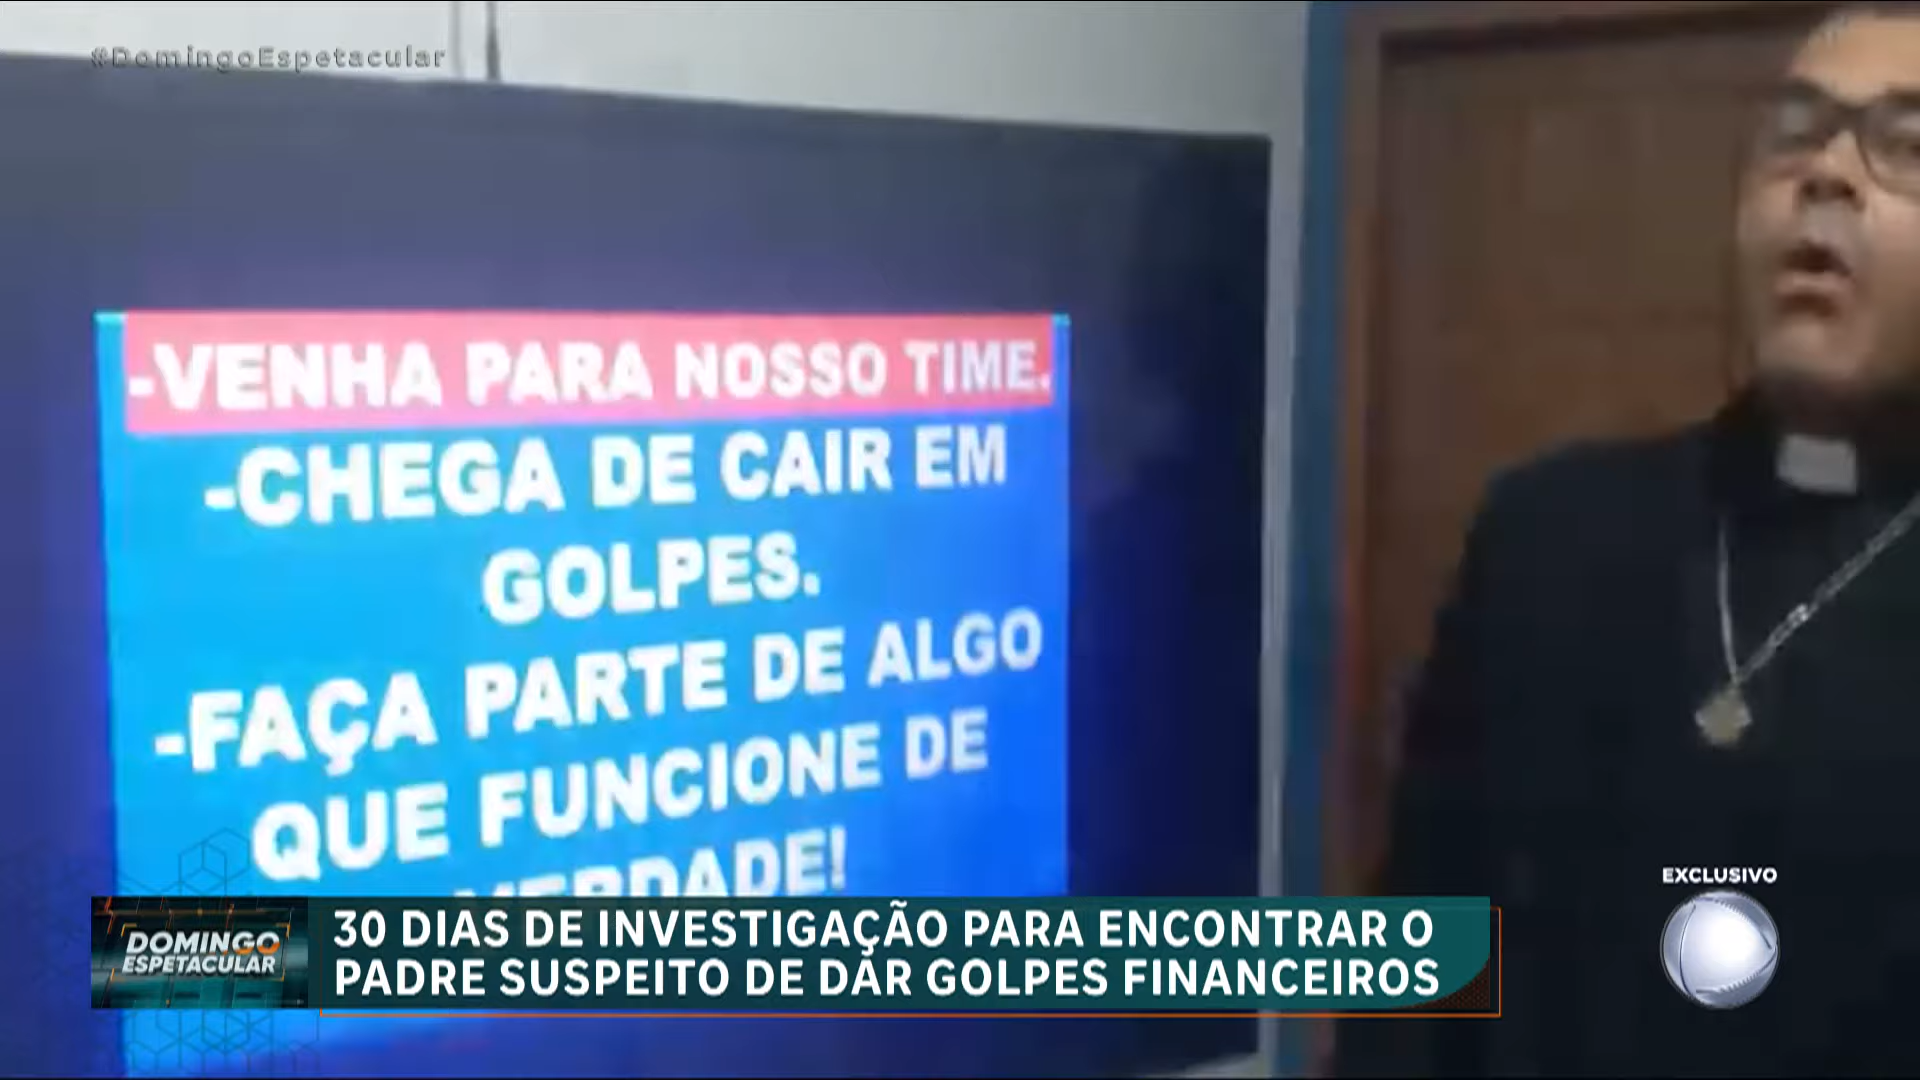 #DomingoEspetacular
-VENHA PARA NOSSO TIME.
-CHEGA DE CAIR EM
GOLPES.
-FAÇA PARTE DE ALGO
QUE FUNCIONE DE
VERDADE!
EXCLUSIVO
DOMINGO
ESPETACULAR
30 DIAS DE INVESTIGAÇÃO PARA ENCONTRAR O
PADRE SUSPEITO DE DAR GOLPES FINANCEIROS